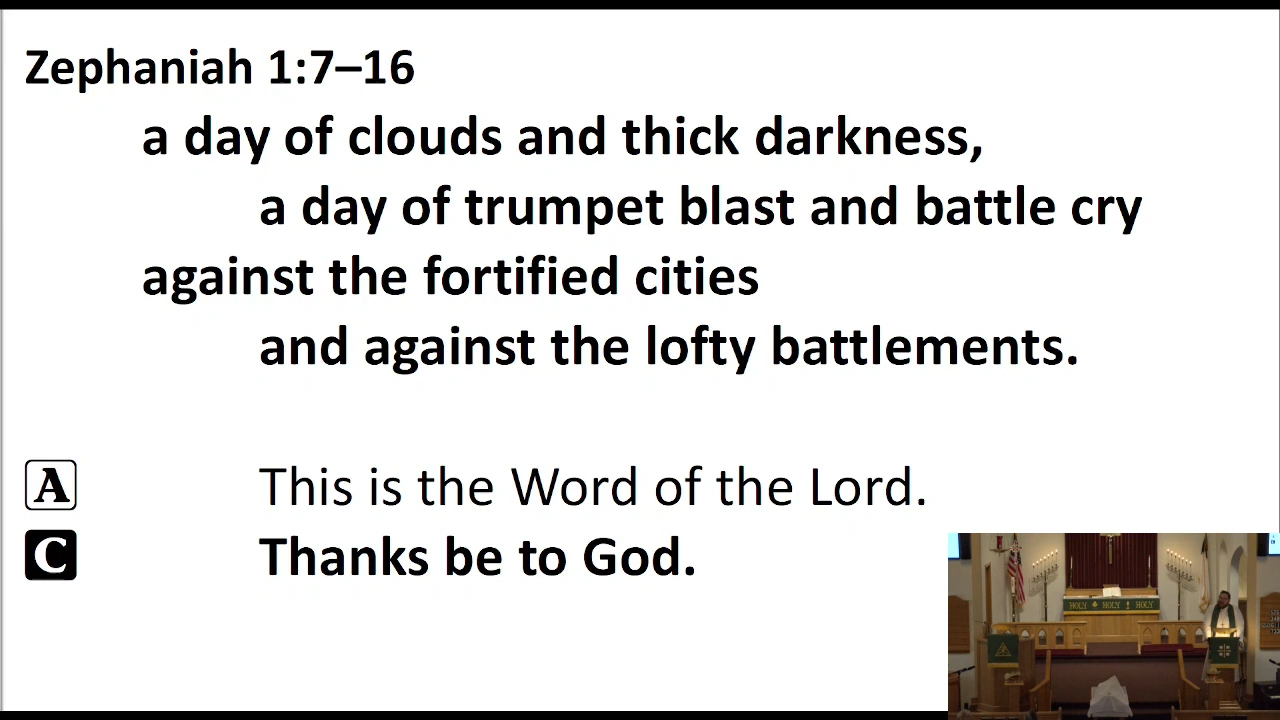 Zephaniah 1:7–16
a day of clouds and thick darkness,
a day of trumpet blast and battle cry
against the fortified cities
and against the lofty battlements.
A This is the Word of the Lord.
C Thanks be to God.
HOLY HOLY HOLY